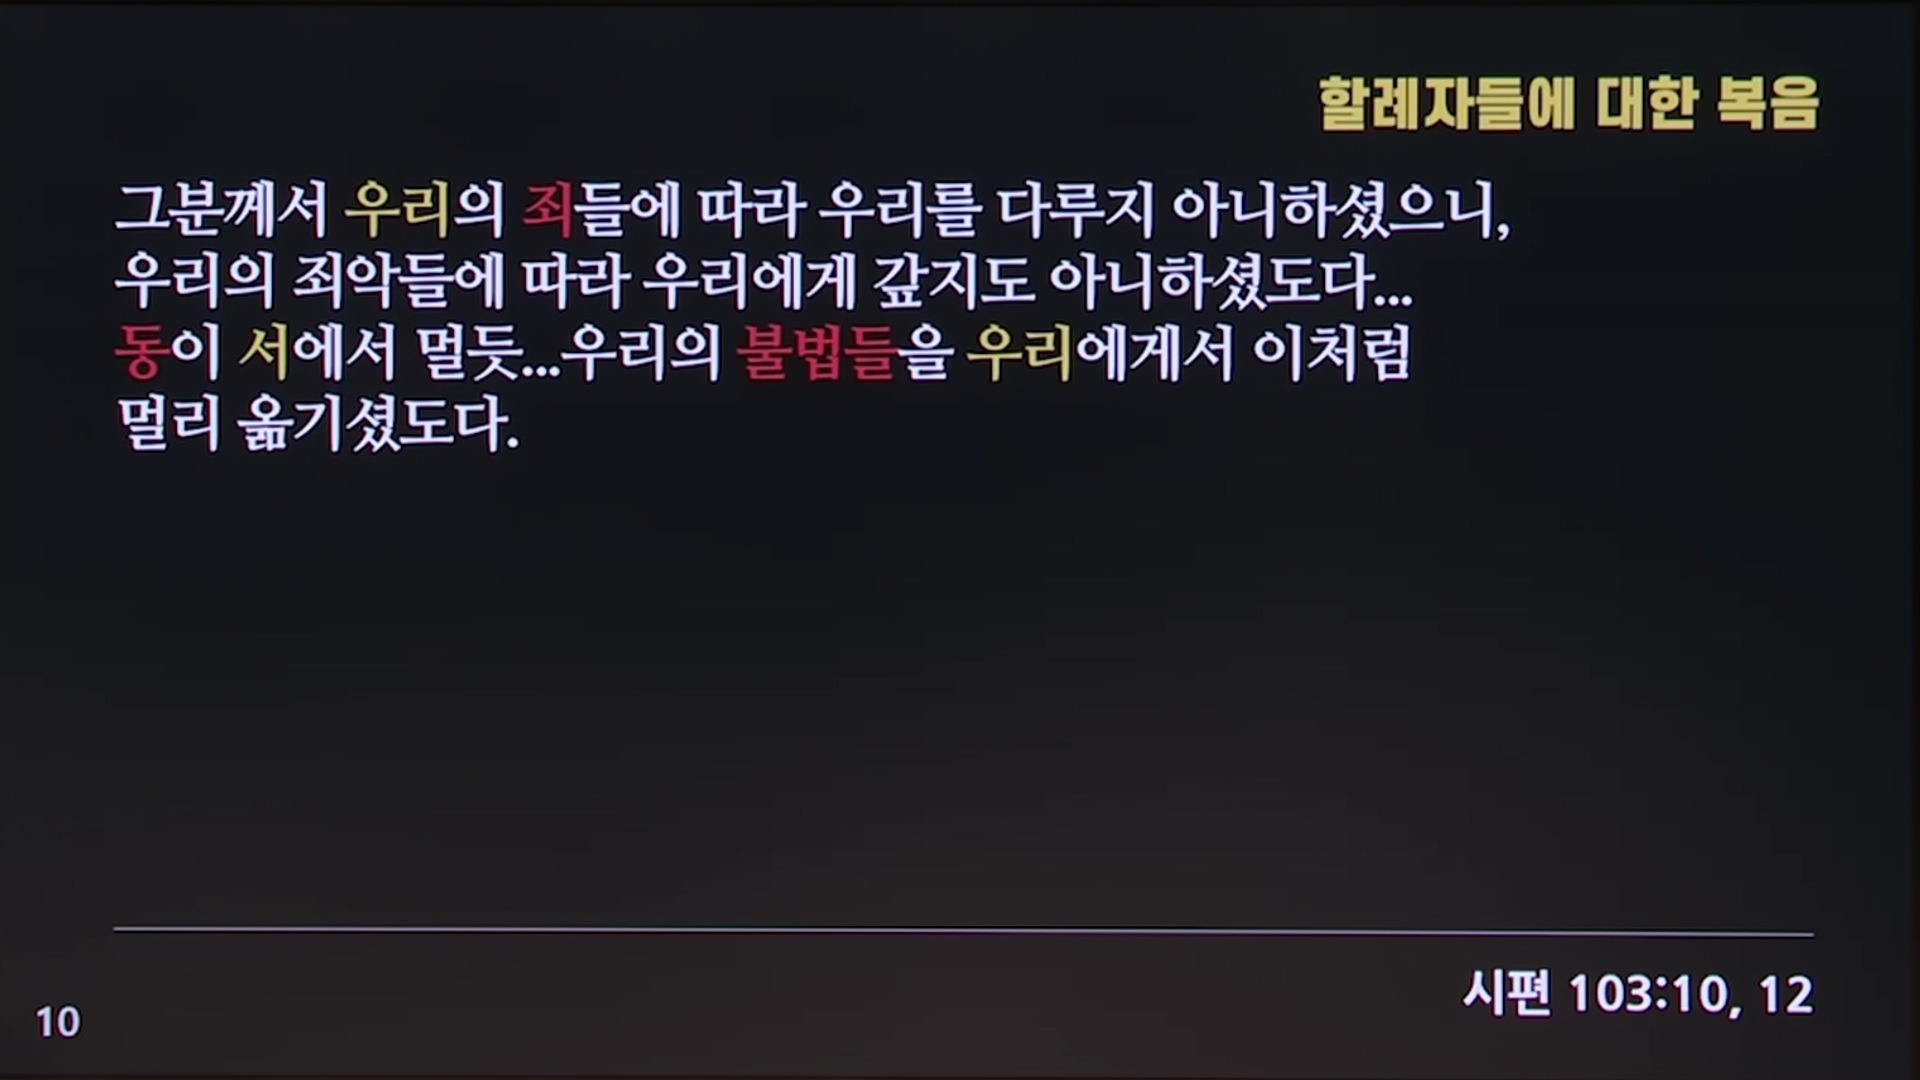 할례자들에 대한 복음
그분께서 우리의 죄들에 따라 우리를 다루지 아니하셨으니,
우리의 죄악들에 따라 우리에게 갚지도 아니하셨도다...
동이 서에서 멀듯...우리의 불법들을 우리에게서 이처럼
멀리 옮기셨도다.
시편 103:10, 12
10